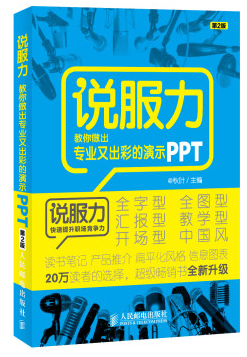 第2版
说服力
教你做出
专业又出彩的演示PPT
@秋叶 / 主编
说服力
快速提升职场竞争力
全字型 全图型
汇报型 教学型
开场型 中国风
读书笔记 产品推介 扁平化风格 信息图表
20万读者的选择，超级畅销书全新升级
人民邮电出版社
说服力
教你做出专业又出彩的演示PPT
第2版
人民邮电出版社